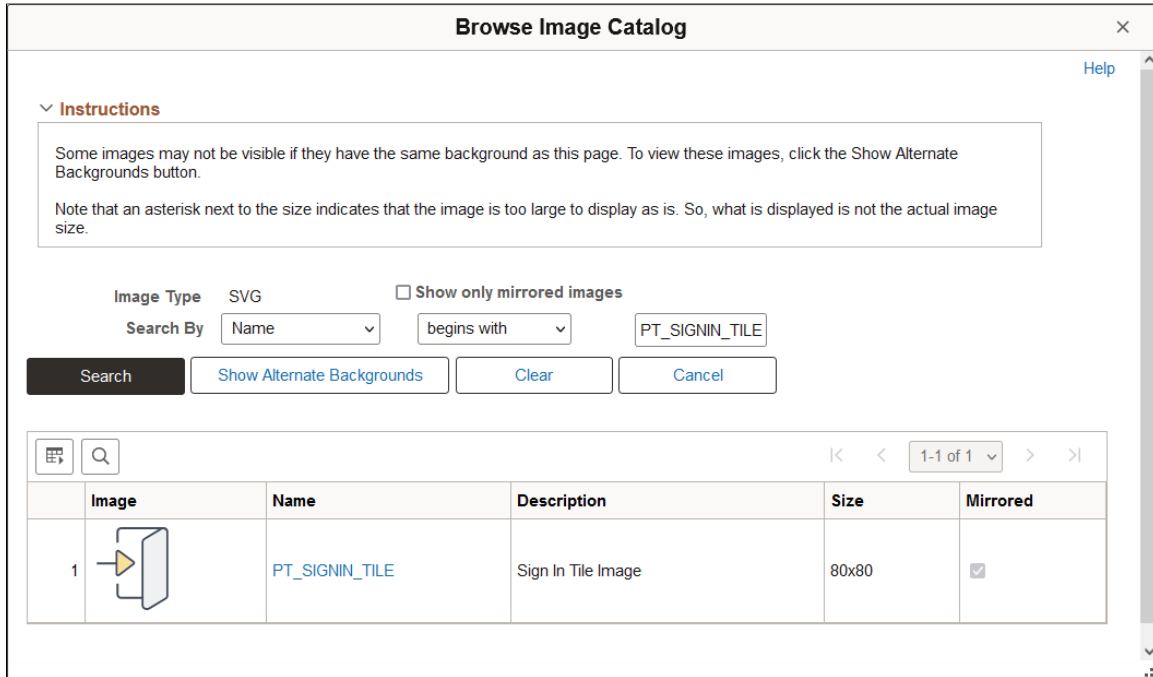 Browse Image Catalog
Help
Instructions
Some images may not be visible if they have the same background as this page. To view these images, click the Show Alternate
Backgrounds button.
Note that an asterisk next to the size indicates that the image is too large to display as is. So, what is displayed is not the actual image
size.
Image Type SVG Show only mirrored images
Search By Name begins with PT_SIGNIN_TILE
Search Show Alternate Backgrounds Clear Cancel
1-1 of 1
Image Name Description Size Mirrored
1 PT_SIGNIN_TILE Sign In Tile Image 80x80